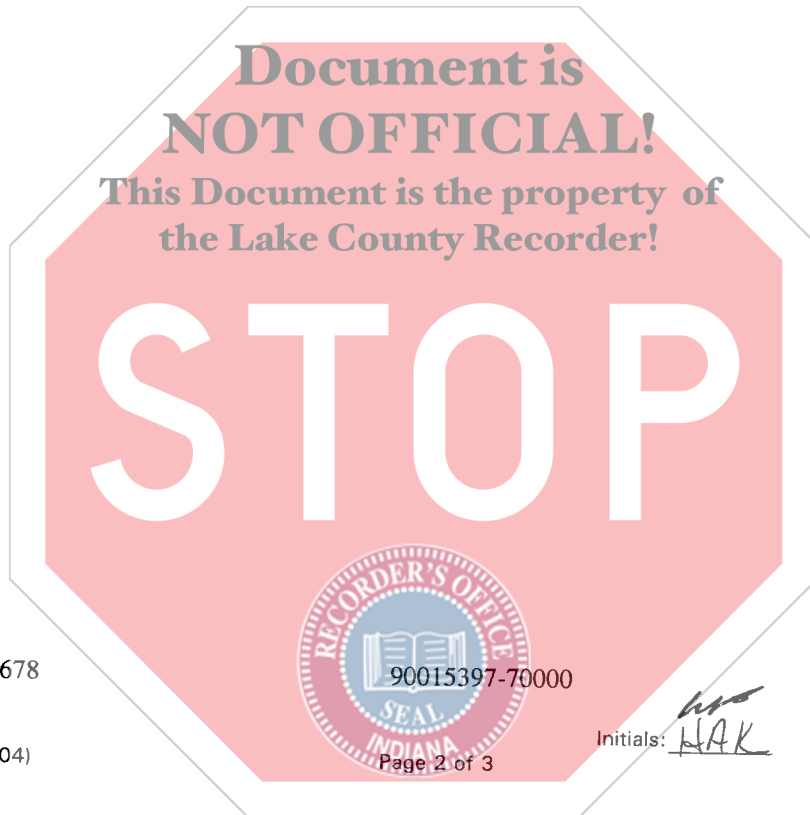 Document is
NOT OFFICIAL!
This Document is the property of
the Lake County Recorder!
STOP
RECORDER'S OFFICE
678
90015397-70000
SEAL
INDIANA
Initials: HAK
04)
Page 2 of 3